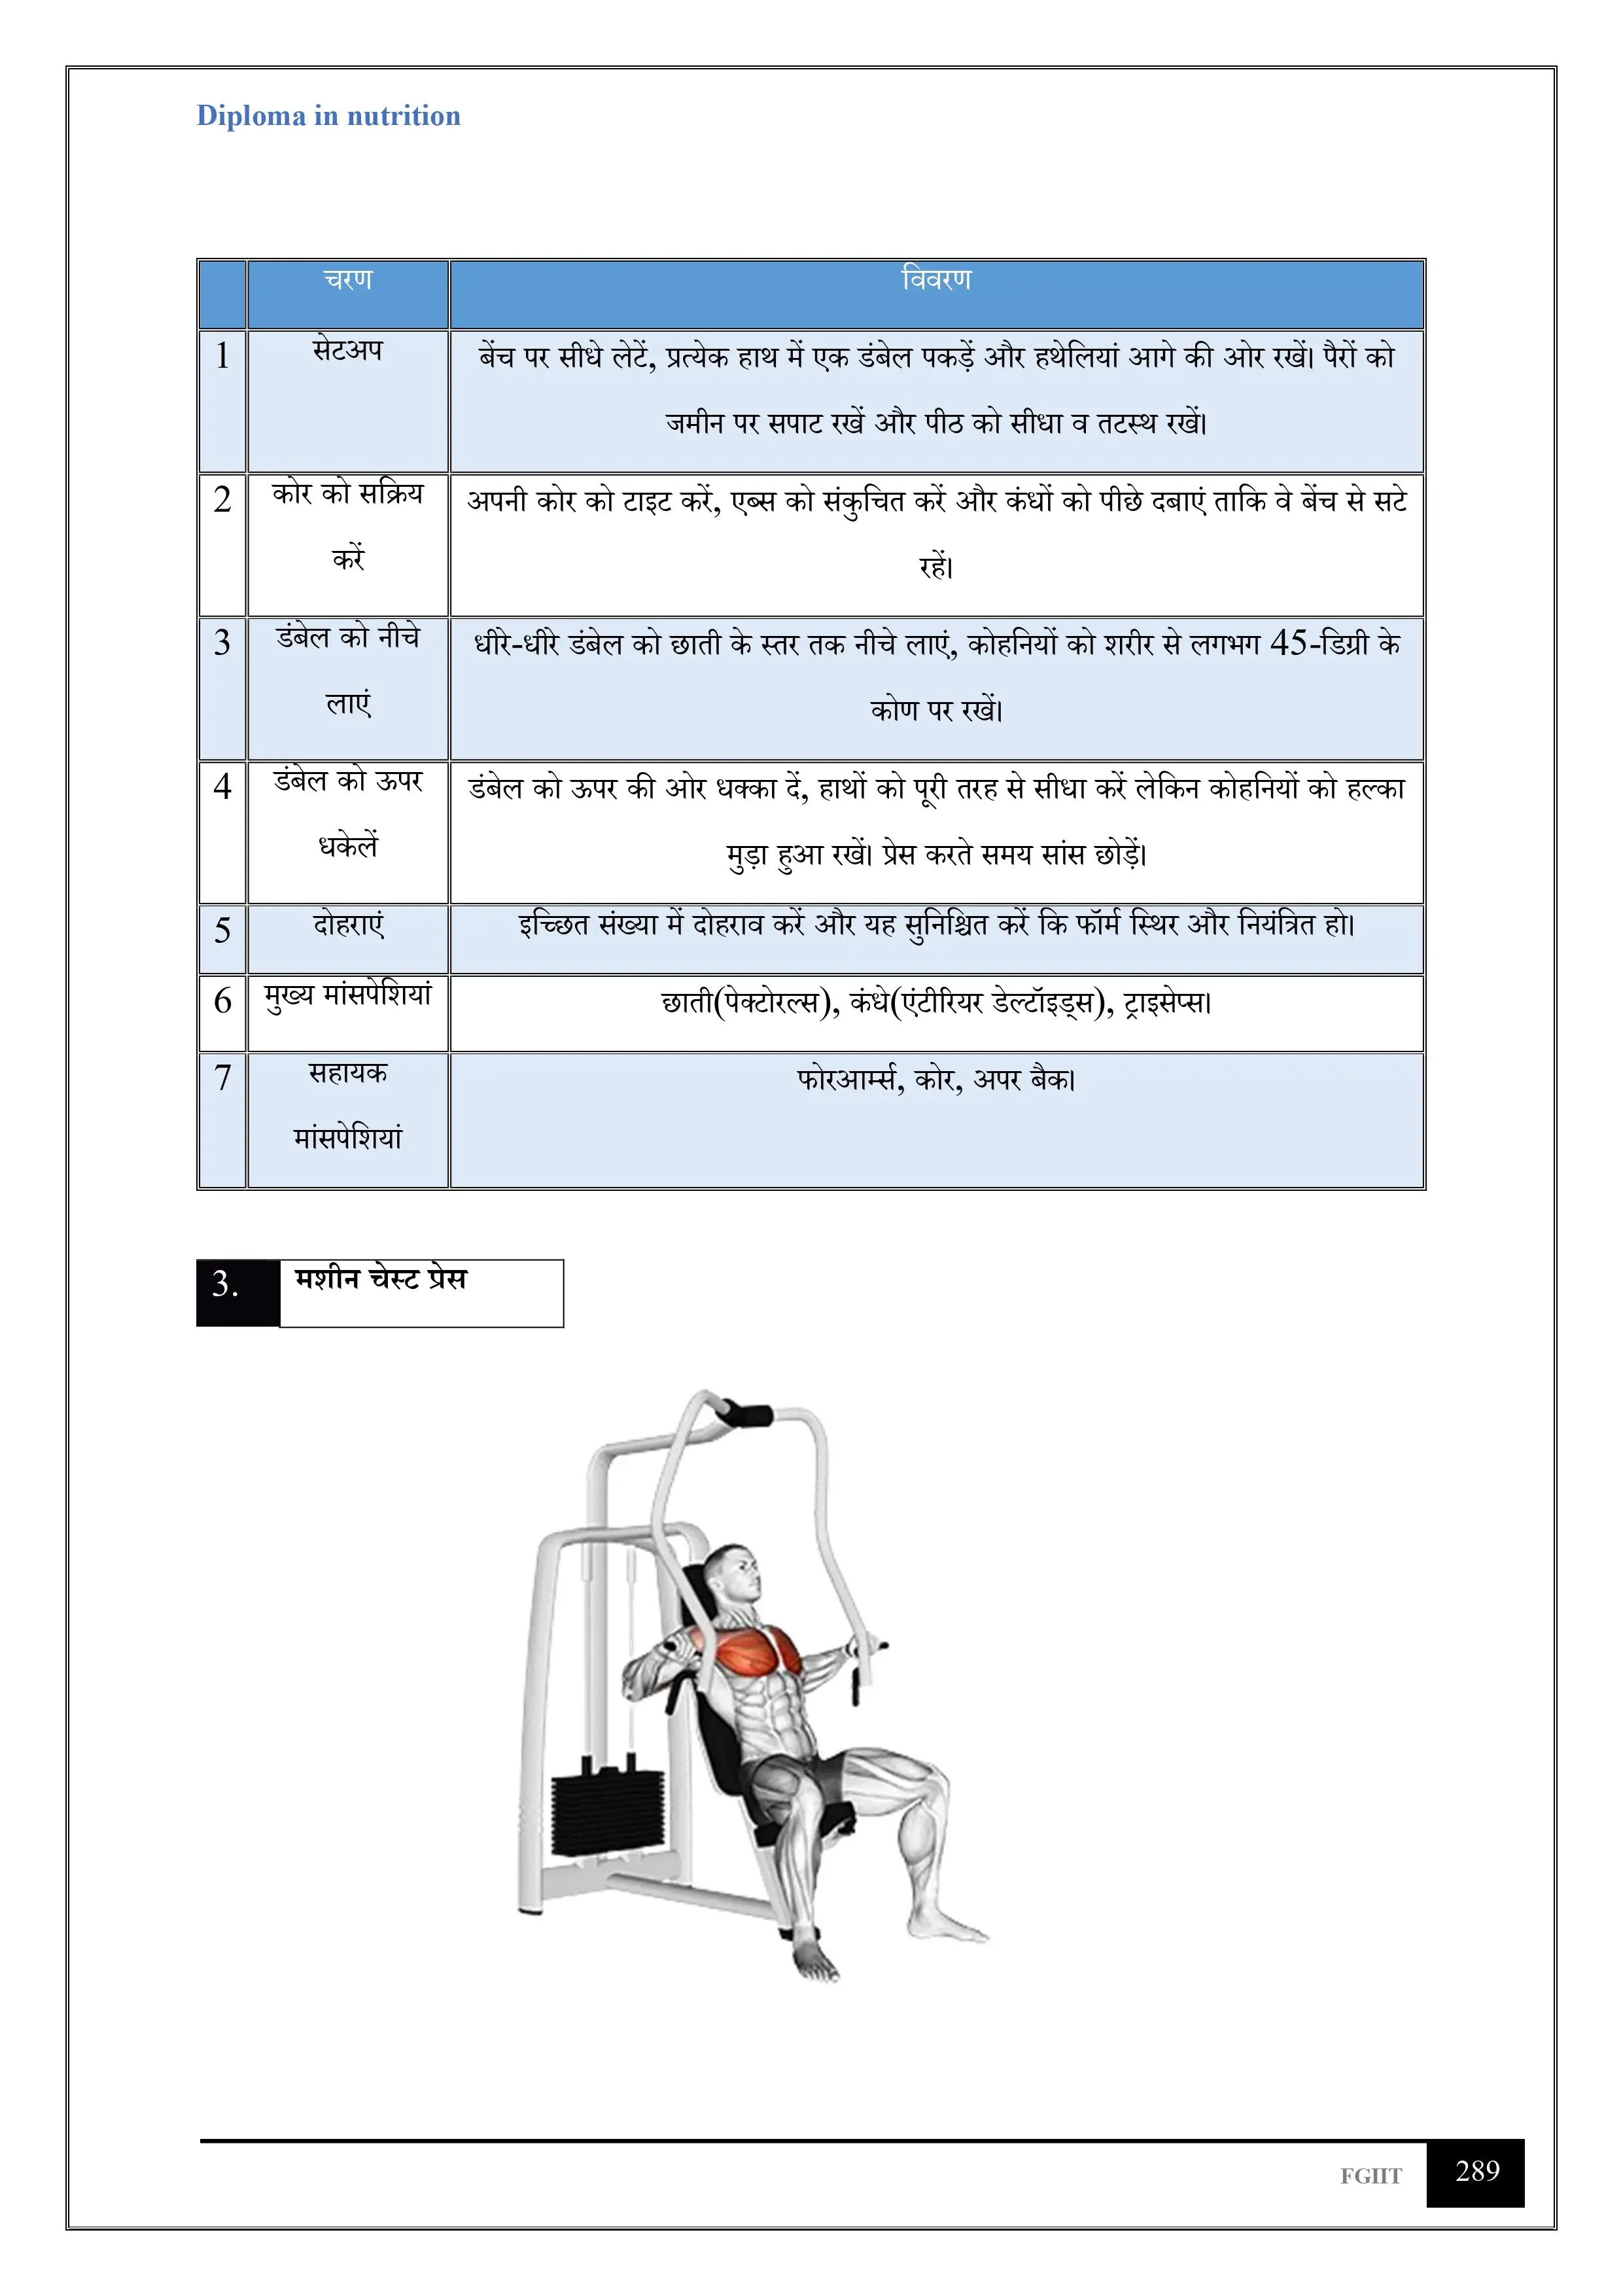 Diploma in nutrition
चरण विवरण
1 सेटअप बेंच पर सीधे लेटें, प्रत्येक हाथ में एक डंबेल पकड़ें और हथेलियां आगे की ओर रखें। पैरों को
जमीन पर सपाट रखें और पीठ को सीधा व तटस्थ रखें।
2 कोर को सक्रिय अपनी कोर को टाइट करें, एब्स को संकुचित करें और कंधों को पीछे दबाएं ताकि वे बेंच से सटे
करें रहें।
3 डंबेल को नीचे धीरे-धीरे डंबेल को छाती के स्तर तक नीचे लाएं, कोहनियों को शरीर से लगभग 45-डिग्री के
लाएं कोण पर रखें।
4 डंबेल को ऊपर डंबेल को ऊपर की ओर धक्का दें, हाथों को पूरी तरह से सीधा करें लेकिन कोहनियों को हल्का
धकेलें मुड़ा हुआ रखें। प्रेस करते समय सांस छोड़ें।
5 दोहराएं इच्छित संख्या में दोहराव करें और यह सुनिश्चित करें कि फॉर्म स्थिर और नियंत्रित हो।
6 मुख्य मांसपेशियां छाती(पेक्टोरल्स), कंधे(एंटीरियर डेल्टॉइड्स), ट्राइसेप्स।
7 सहायक फोरआर्म्स, कोर, अपर बैक।
मांसपेशियां
3. मशीन चेस्ट प्रेस
FGIIT 289